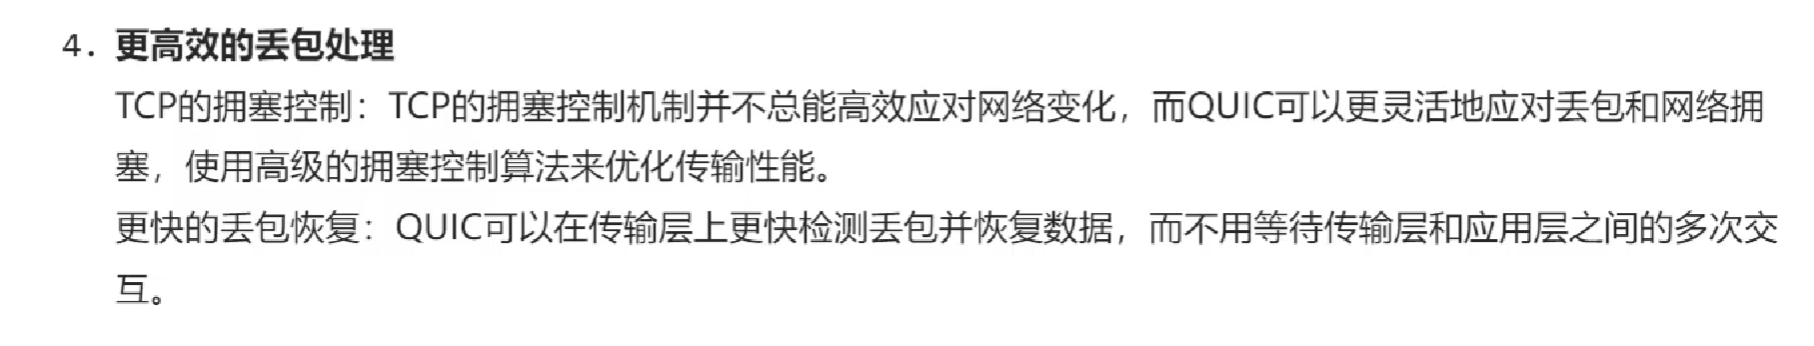 4. 更高效的丢包处理
TCP的拥塞控制：TCP的拥塞控制机制并不总能高效应对网络变化，而QUIC可以更灵活地应对丢包和网络拥
塞，使用高级的拥塞控制算法来优化传输性能。
更快的丢包恢复：QUIC可以在传输层上更快检测丢包并恢复数据，而不用等待传输层和应用层之间的多次交
互。